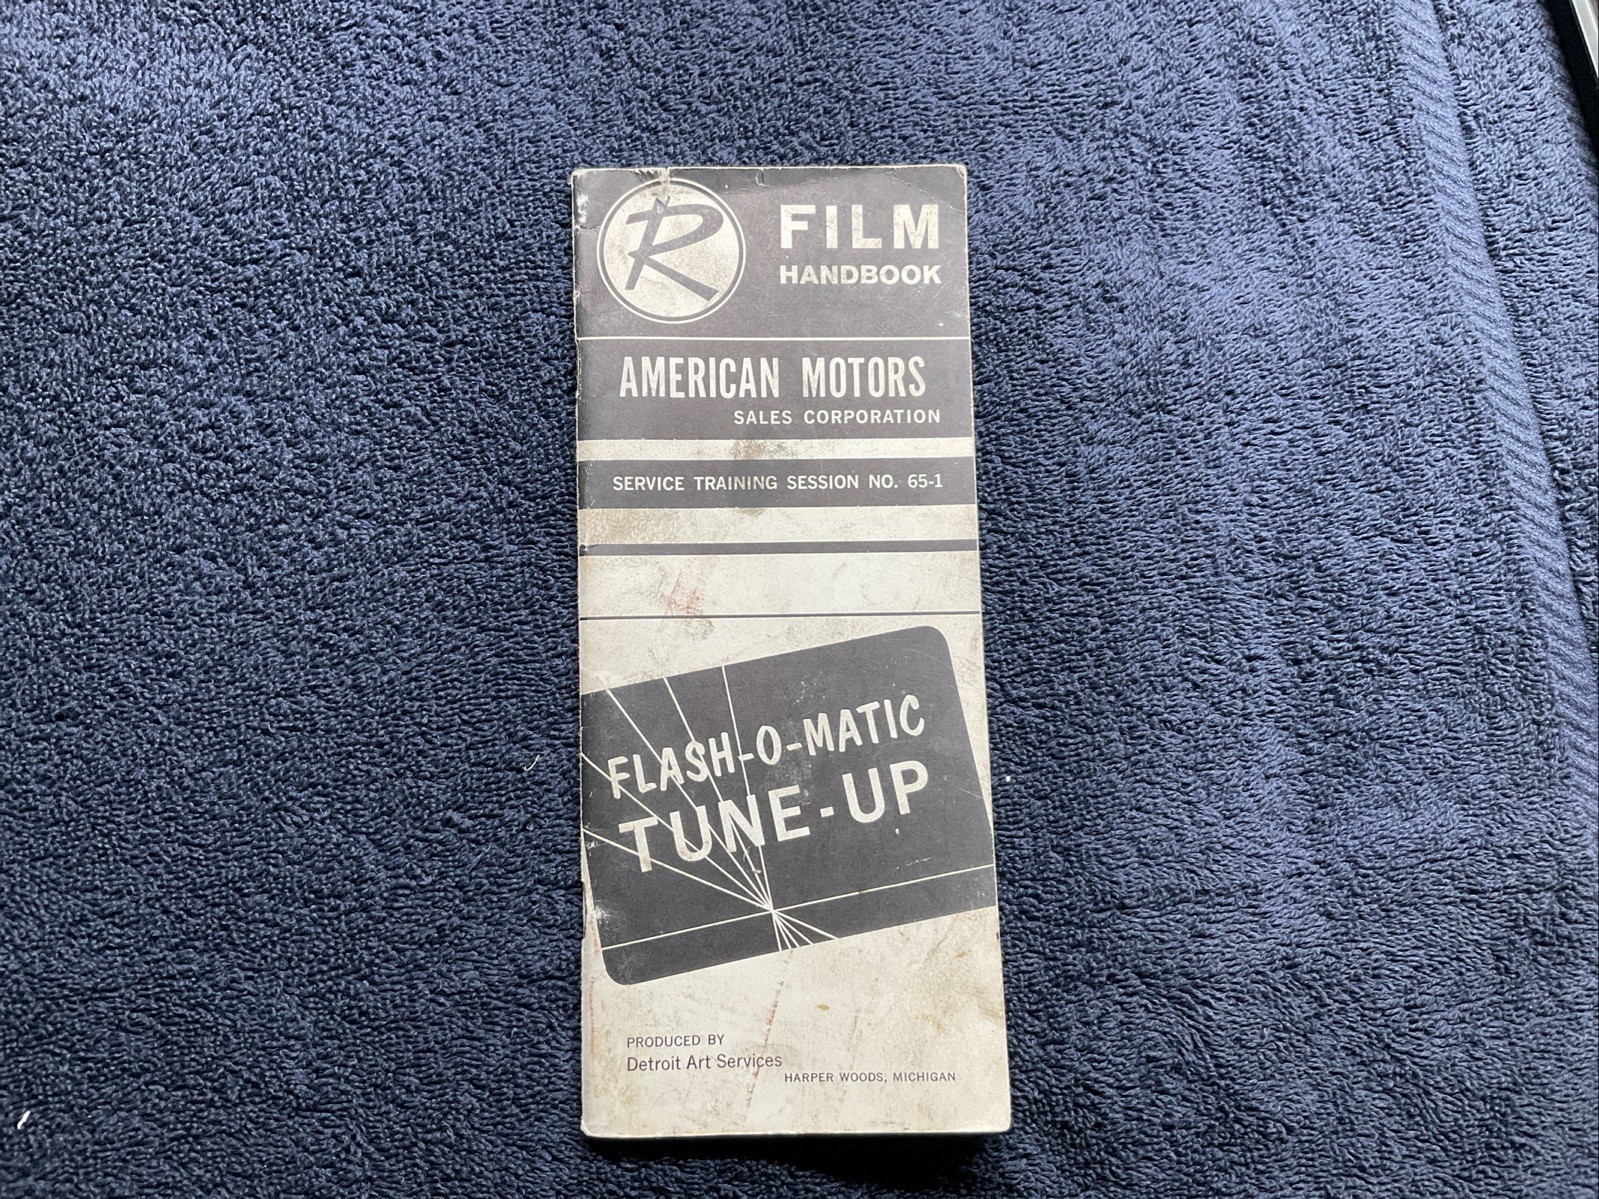 R
FILM
HANDBOOK
AMERICAN MOTORS
SALES CORPORATION
SERVICE TRAINING SESSION NO. 65-1
FLASH-O-MATIC
TUNE-UP
PRODUCED BY
Detroit Art Services
HARPER WOODS, MICHIGAN